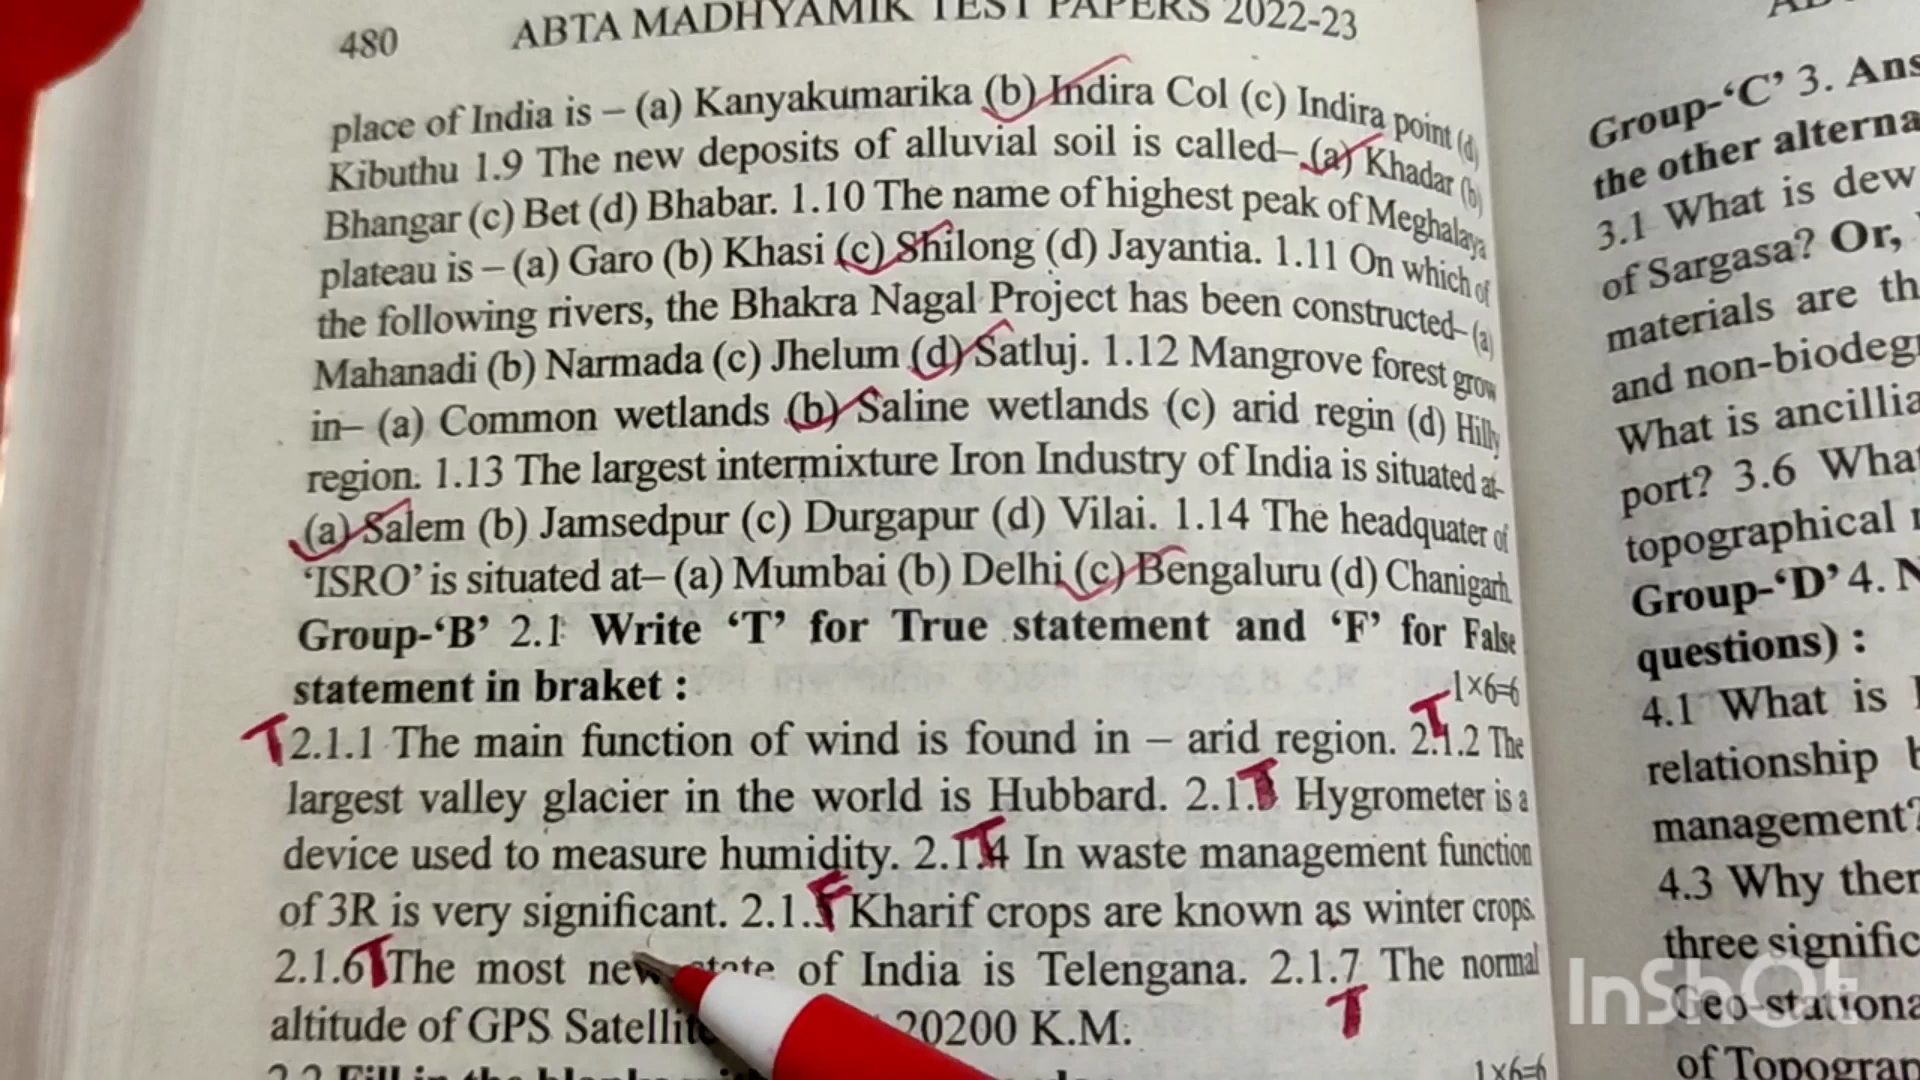 480 ABTA MADHYAMIK TEST PAPERS 2022-23
place of India is – (a) Kanyakumarika (b) Indira Col (c) Indira point (d)
Kibuthu 1.9 The new deposits of alluvial soil is called– (a) Khadar (b)
Bhangar (c) Bet (d) Bhabar. 1.10 The name of highest peak of Meghalaya
plateau is – (a) Garo (b) Khasi (c) Shilong (d) Jayantia. 1.11 On which of
the following rivers, the Bhakra Nagal Project has been constructed– (a)
Mahanadi (b) Narmada (c) Jhelum (d) Satluj. 1.12 Mangrove forest grow
in– (a) Common wetlands (b) Saline wetlands (c) arid regin (d) Hilly
region. 1.13 The largest intermixture Iron Industry of India is situated at–
(a) Salem (b) Jamsedpur (c) Durgapur (d) Vilai. 1.14 The headquater of
‘ISRO’ is situated at– (a) Mumbai (b) Delhi (c) Bengaluru (d) Chanigarh.
Group-‘B’ 2.1 Write ‘T’ for True statement and ‘F’ for False
statement in braket : 1×6=6
T 2.1.1 The main function of wind is found in – arid region. T 2.1.2 The
largest valley glacier in the world is Hubbard. 2.1. T Hygrometer is a
device used to measure humidity. 2.1.4 T In waste management function
of 3R is very significant. 2.1. F Kharif crops are known as winter crops.
2.1.6 T The most new state of India is Telengana. 2.1.7 The normal
altitude of GPS Satellite 20200 K.M. T
2.2 Fill in the 1×6=6
Group-‘C’ 3. Ans
the other alterna
3.1 What is dew
of Sargasa? Or,
materials are th
and non-biodeg
What is ancillia
port? 3.6 What
topographical
Group-‘D’ 4.
questions) :
4.1 What is
relationship
management?
4.3 Why ther
three signific
Geo-stationa
of Topogra
InShOt